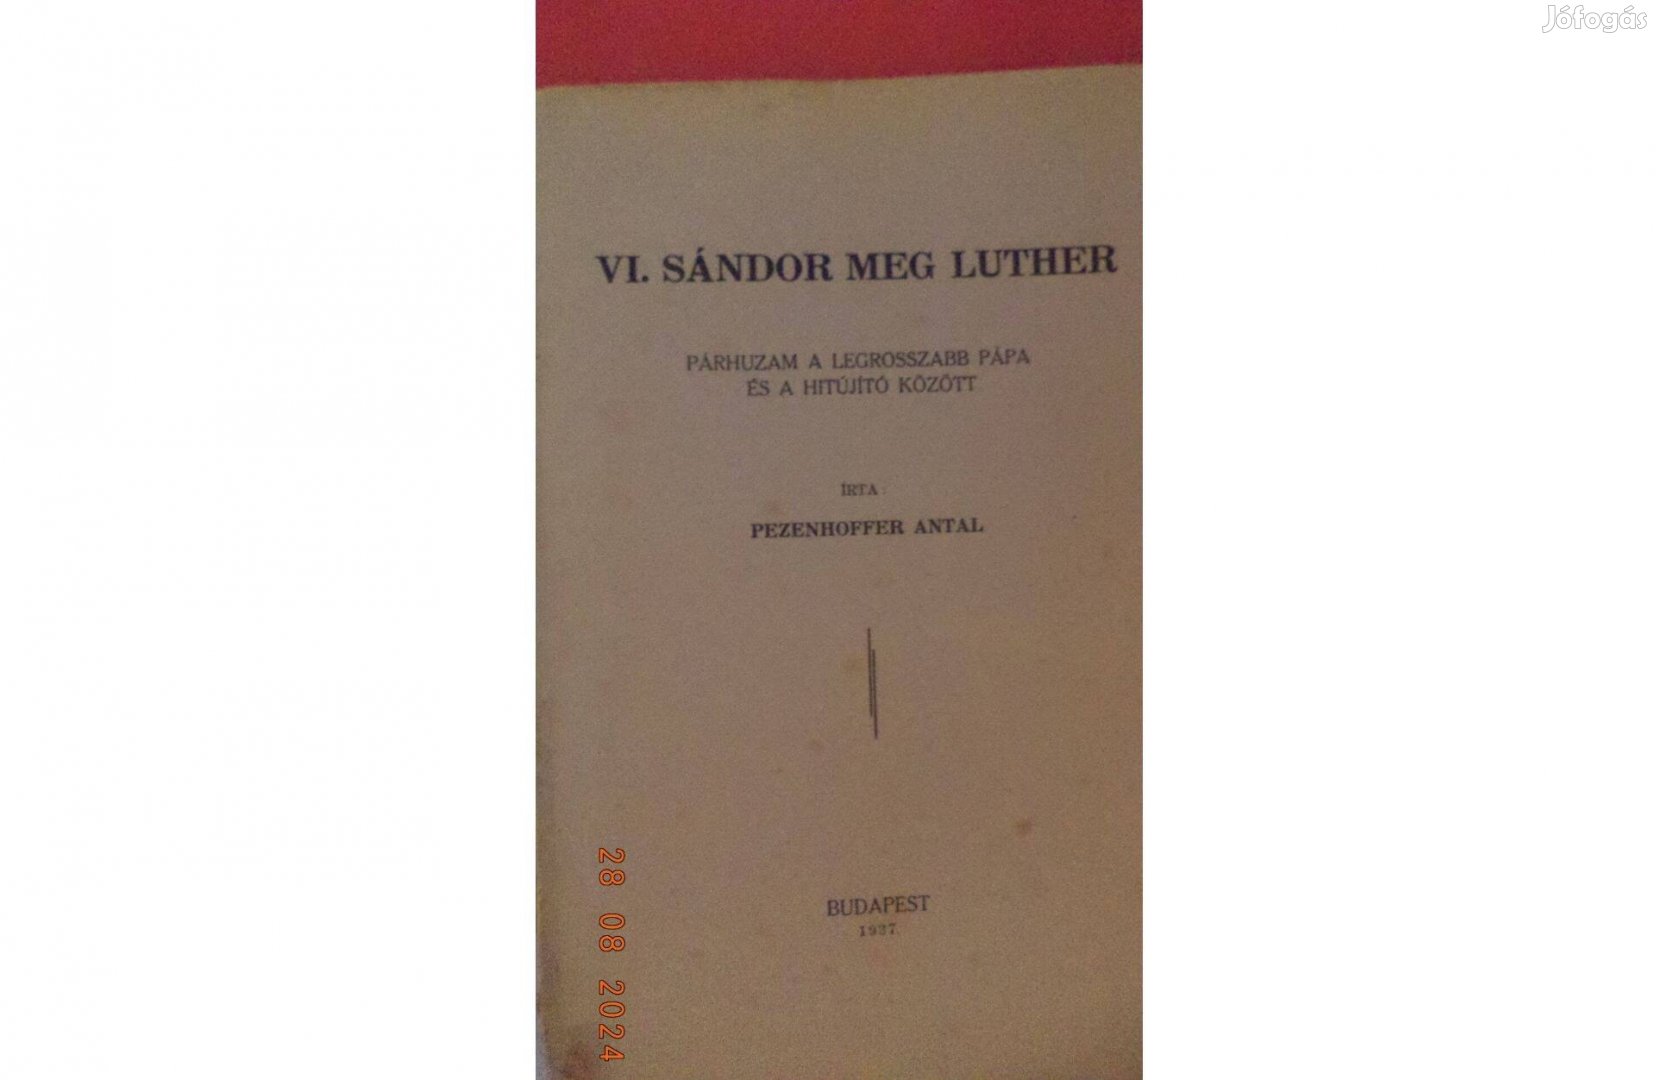 Jófogás
VI. SÁNDOR MEG LUTHER
PÁRHUZAM A LEGROSSZABB PÁPA
ÉS A HITÚJÍTÓ KÖZÖTT
ÍRTA
PEZENHOFFER ANTAL
BUDAPEST
1937
28 08 2024